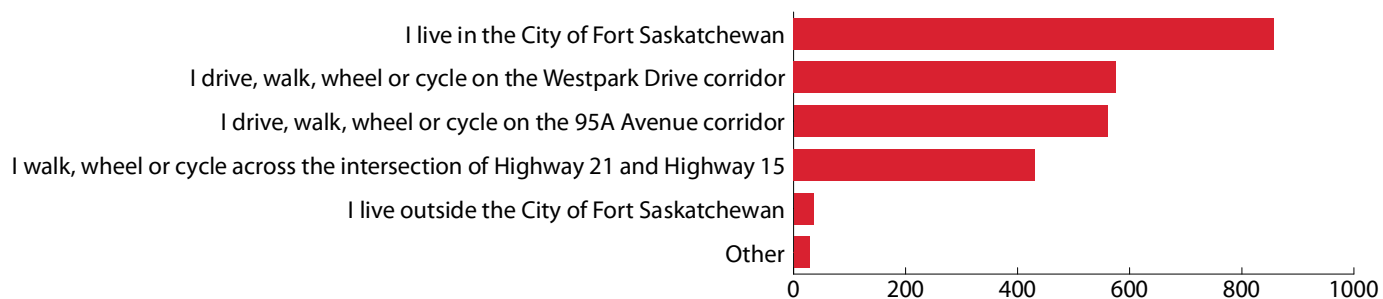 I live in the City of Fort Saskatchewan
I drive, walk, wheel or cycle on the Westpark Drive corridor
I drive, walk, wheel or cycle on the 95A Avenue corridor
I walk, wheel or cycle across the intersection of Highway 21 and Highway 15
I live outside the City of Fort Saskatchewan
Other
0 200 400 600 800 1000